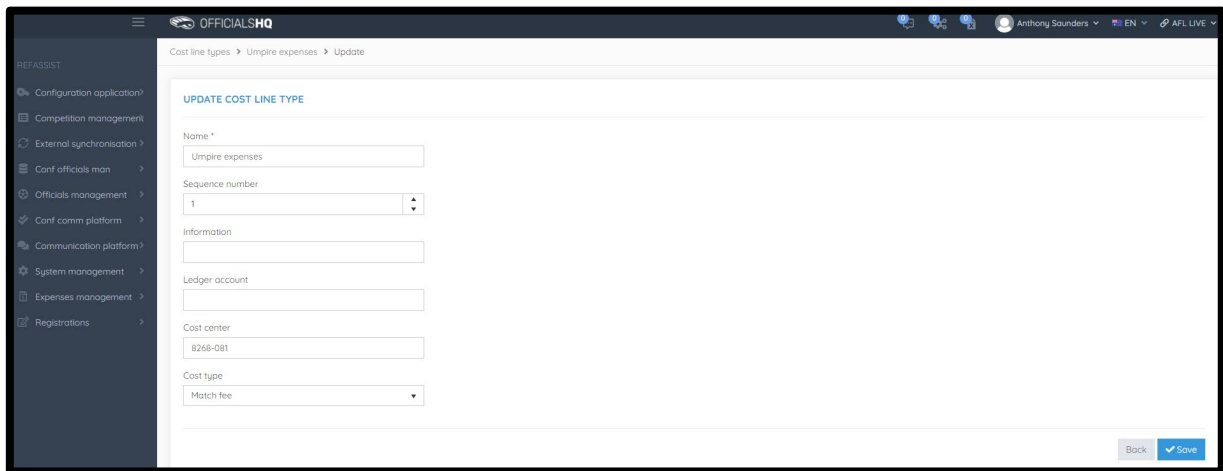 OFFICIALSHQ
0 0 0 Anthony Saunders EN AFL LIVE
Cost line types > Umpire expenses > Update
REFASSIST
Configuration application
Competition management
External synchronisation
Conf officials man
Officials management
Conf comm platform
Communication platform
System management
Expenses management
Registrations
UPDATE COST LINE TYPE
Name *
Umpire expenses
Sequence number
1
Information
Ledger account
Cost center
8268-081
Cost type
Match fee
Back Save